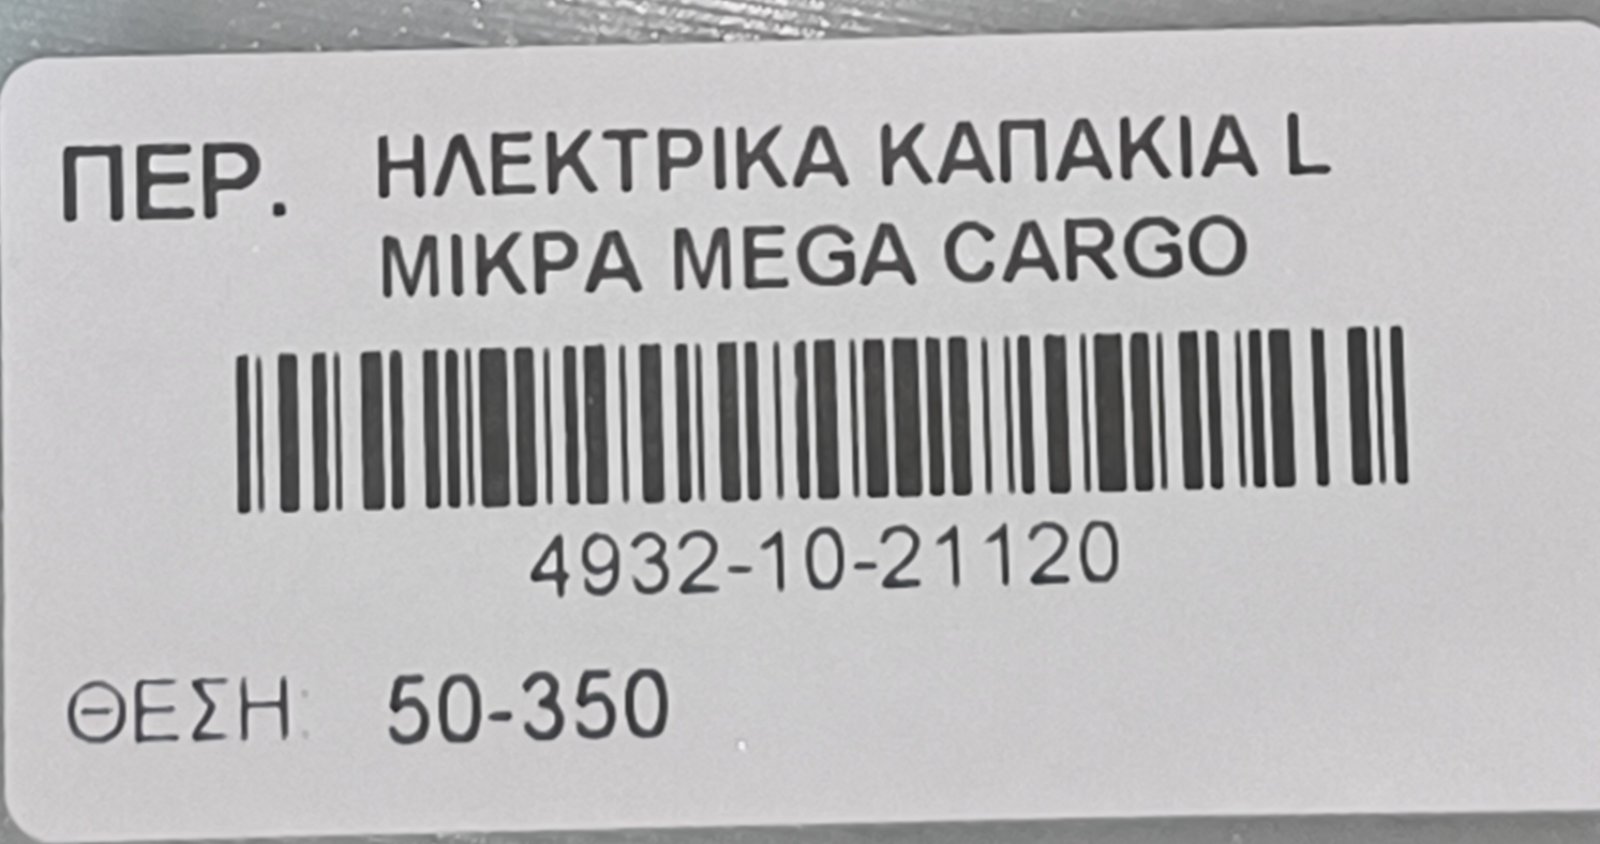 ΠΕΡ. ΗΛΕΚΤΡΙΚΑ ΚΑΠΑΚΙΑ L
ΜΙΚΡΑ MEGA CARGO
4932-10-21120
ΘΕΣΗ: 50-350